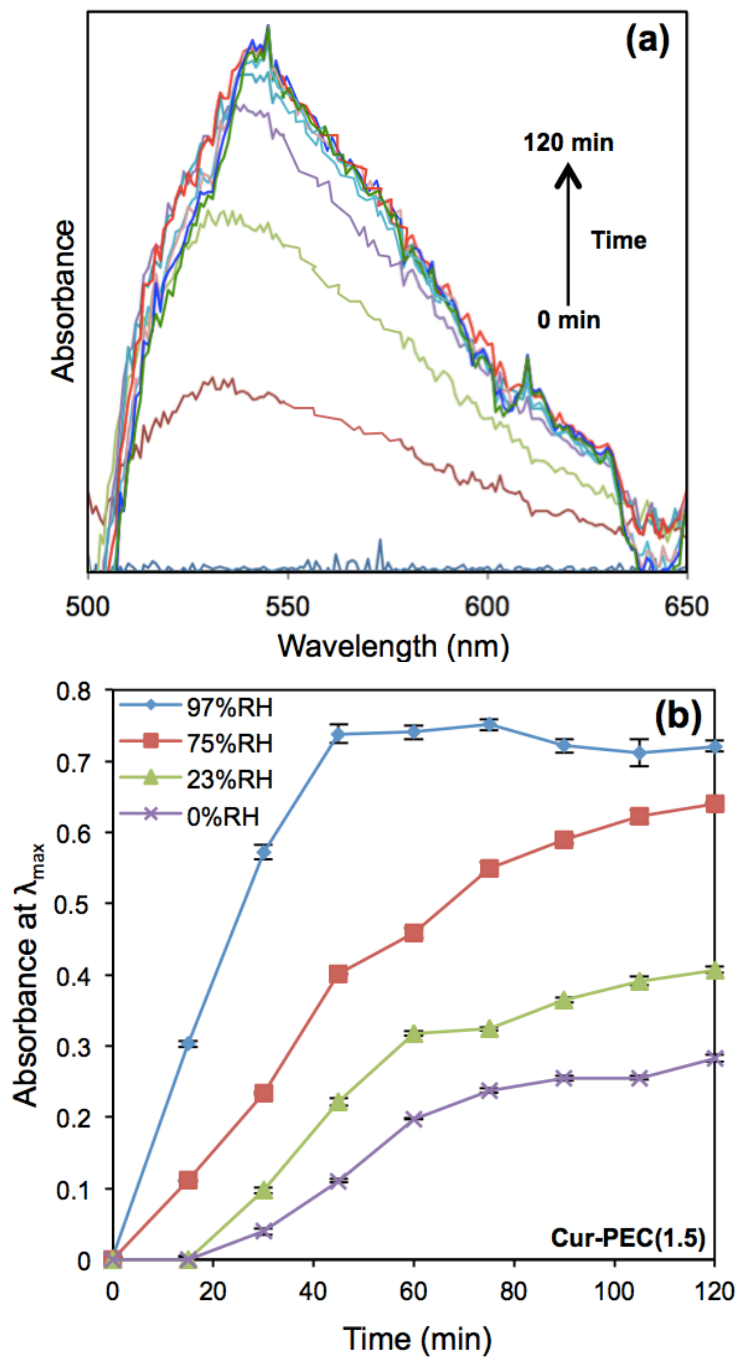 (a)
120 min
Time
0 min
Absorbance
500 550 600 650
Wavelength (nm)
(b)
0.8
0.7
0.6
0.5
0.4
0.3
0.2
0.1
0
97%RH
75%RH
23%RH
0%RH
Absorbance at λmax
Cur-PEC(1.5)
0 20 40 60 80 100 120
Time (min)